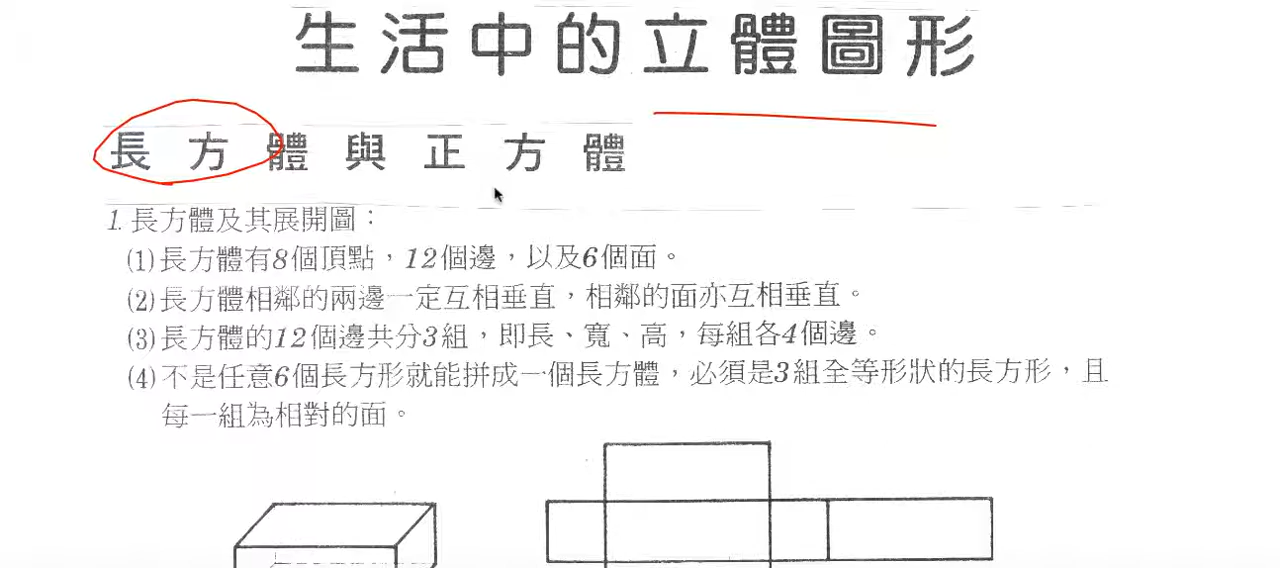 生活中的立體圖形
長方體與正方體
1. 長方體及其展開圖：
(1)長方體有8個頂點，12個邊，以及6個面。
(2)長方體相鄰的兩邊一定互相垂直，相鄰的面亦互相垂直。
(3)長方體的12個邊共分3組，即長、寬、高，每組各4個邊。
(4)不是任意6個長方形就能拼成一個長方體，必須是3組全等形狀的長方形，且
每一組為相對的面。